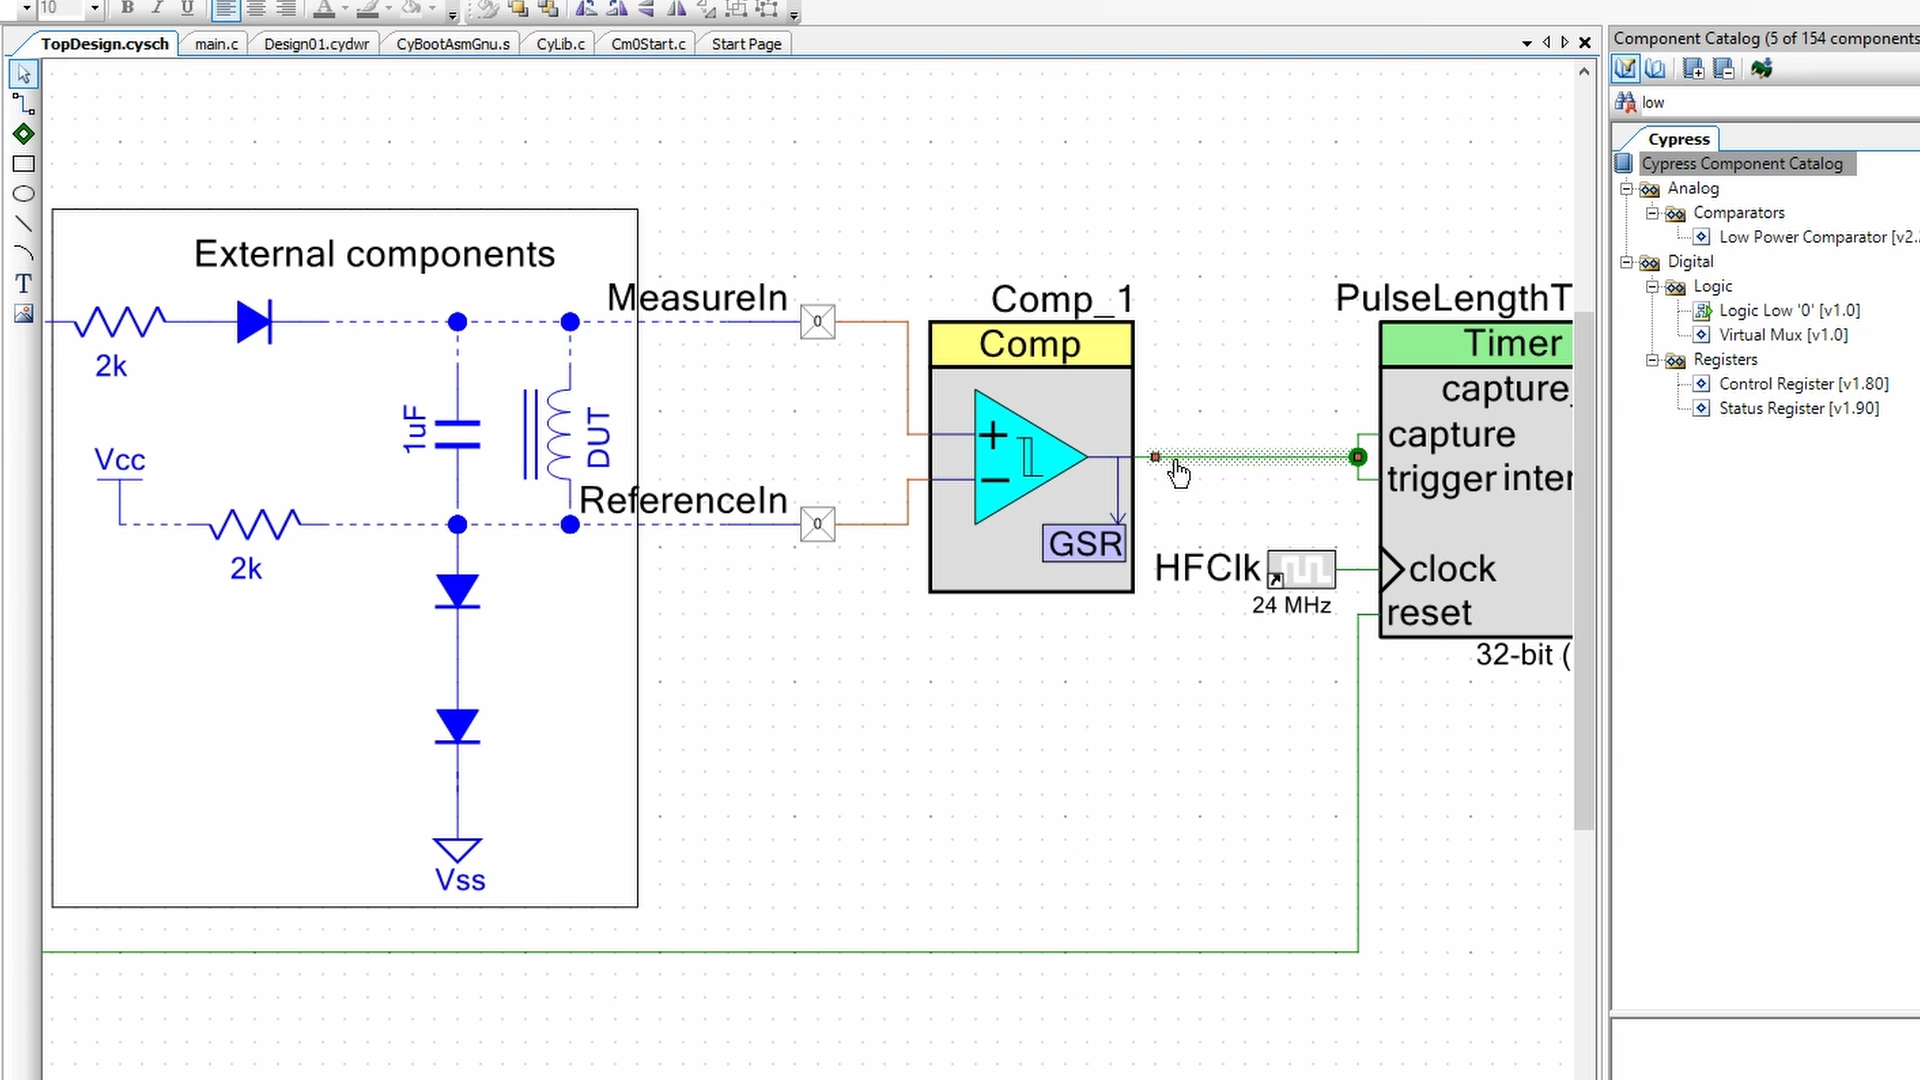 10 B I U
TopDesign.cysch main.c Design01.cydwr CyBootAsmGnu.s CyLib.c Cm0Start.c Start Page
Component Catalog (5 of 154 components
low
Cypress
Cypress Component Catalog
Analog
Comparators
Low Power Comparator [v2.
Digital
Logic
Logic Low '0' [v1.0]
Virtual Mux [v1.0]
Registers
Control Register [v1.80]
Status Register [v1.90]
T
External components
2k
Vcc
2k
1uF
DUT
Vss
MeasureIn
0
ReferenceIn
0
Comp_1
Comp
+
−
GSR
HFClk
24 MHz
PulseLengthT
Timer
capture_
capture
trigger inter
clock
reset
32-bit (